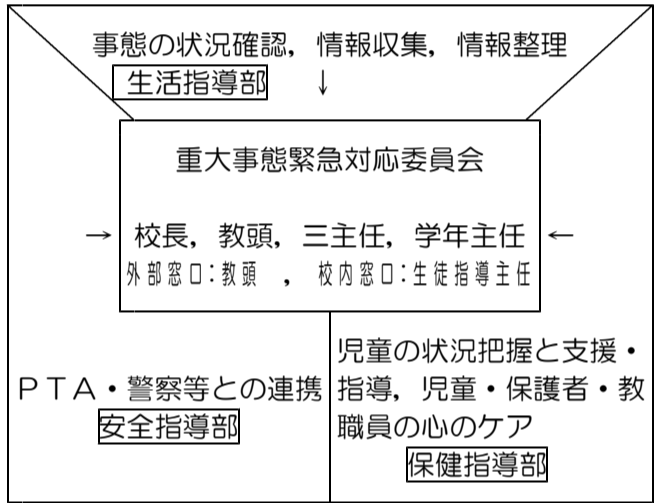 事態の状況確認，情報収集，情報整理
生活指導部 ↓
重大事態緊急対応委員会
→ 校長，教頭，三主任，学年主任 ←
外部窓口：教頭 ， 校内窓口：生徒指導主任
ＰＴＡ・警察等との連携
安全指導部
児童の状況把握と支援・
指導，児童・保護者・教
職員の心のケア
保健指導部